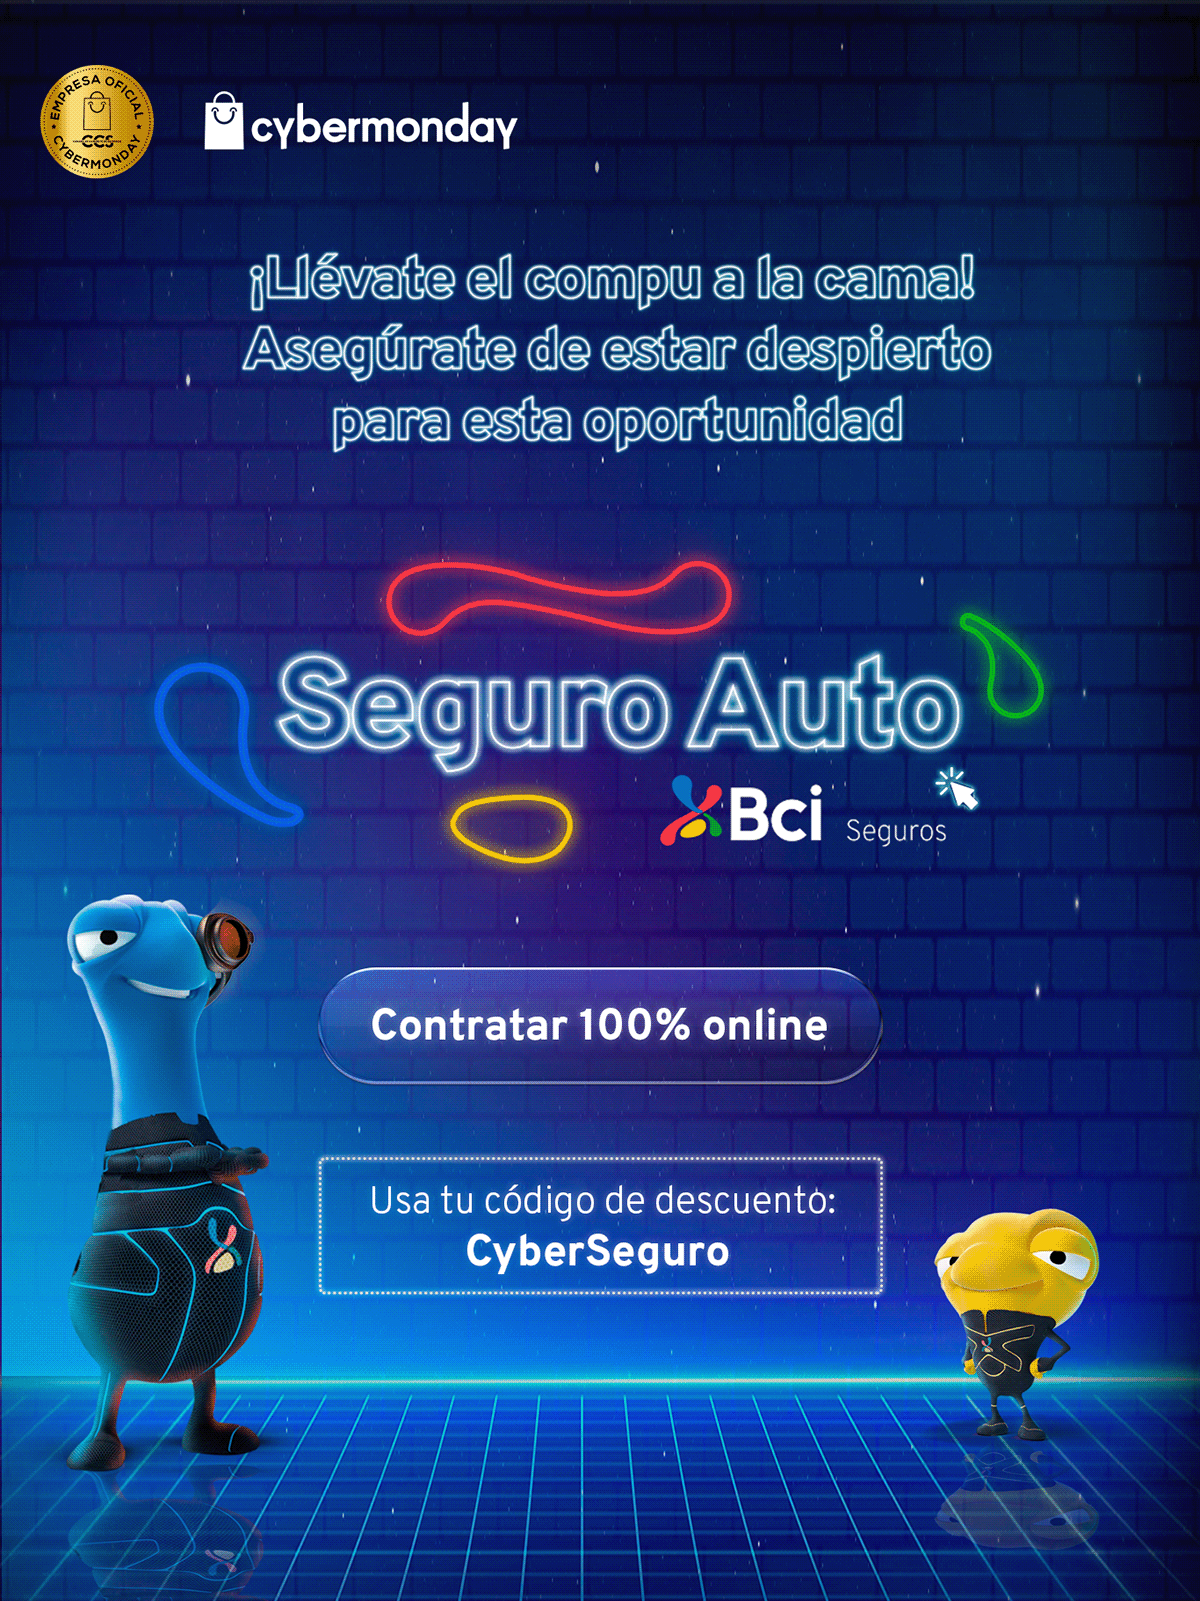 EMPRESA OFICIAL
CCS
CYBERMONDAY
cybermonday
¡Llévate el compu a la cama!
Asegúrate de estar despierto
para esta oportunidad
Seguro Auto
Bci Seguros
Contratar 100% online
Usa tu código de descuento:
CyberSeguro